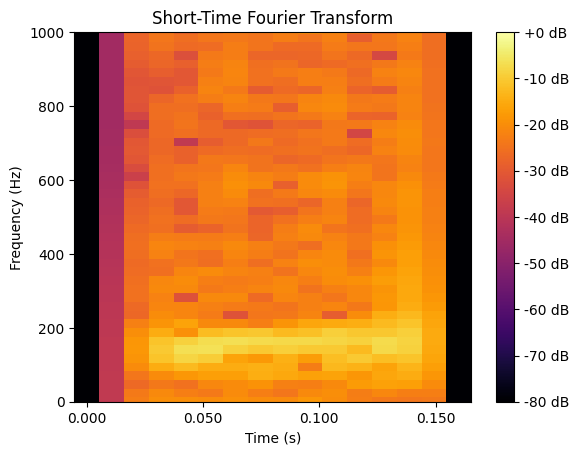 Short-Time Fourier Transform
1000
800
600
400
200
0
Frequency (Hz)
0.000
0.050
0.100
0.150
Time (s)
+0 dB
-10 dB
-20 dB
-30 dB
-40 dB
-50 dB
-60 dB
-70 dB
-80 dB